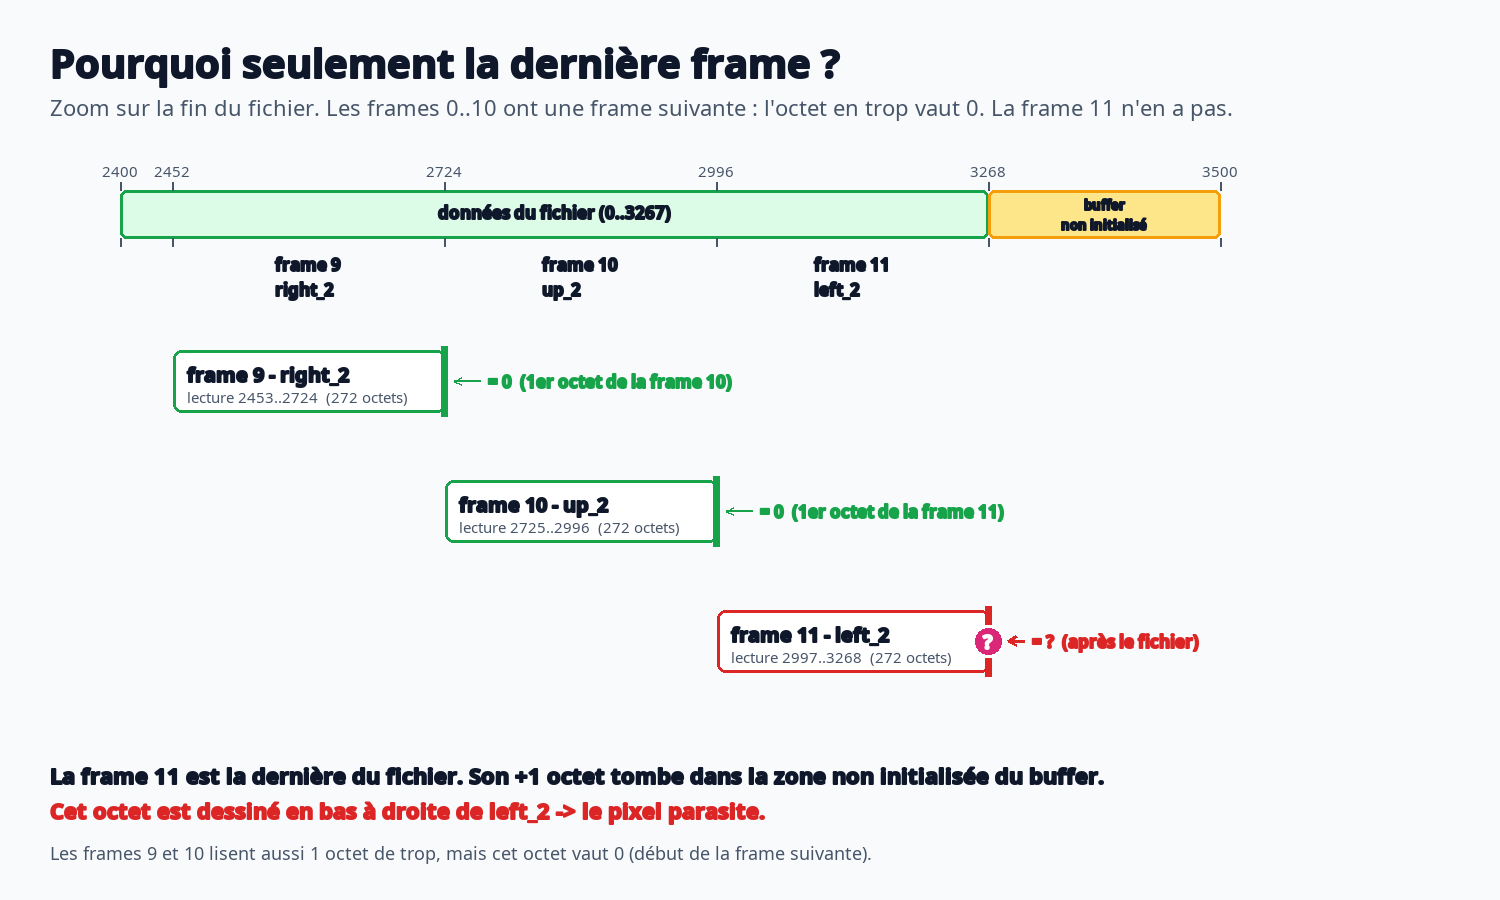 Pourquoi seulement la dernière frame ?
Zoom sur la fin du fichier. Les frames 0..10 ont une frame suivante : l'octet en trop vaut 0. La frame 11 n'en a pas.
2400 2452 2724 2996 3268 3500
données du fichier (0..3267)
buffer
non initialisé
frame 9
right_2
frame 10
up_2
frame 11
left_2
frame 9 - right_2
lecture 2453..2724 (272 octets)
= 0 (1er octet de la frame 10)
frame 10 - up_2
lecture 2725..2996 (272 octets)
= 0 (1er octet de la frame 11)
frame 11 - left_2
lecture 2997..3268 (272 octets)
?
= ? (après le fichier)
La frame 11 est la dernière du fichier. Son +1 octet tombe dans la zone non initialisée du buffer.
Cet octet est dessiné en bas à droite de left_2 -> le pixel parasite.
Les frames 9 et 10 lisent aussi 1 octet de trop, mais cet octet vaut 0 (début de la frame suivante).